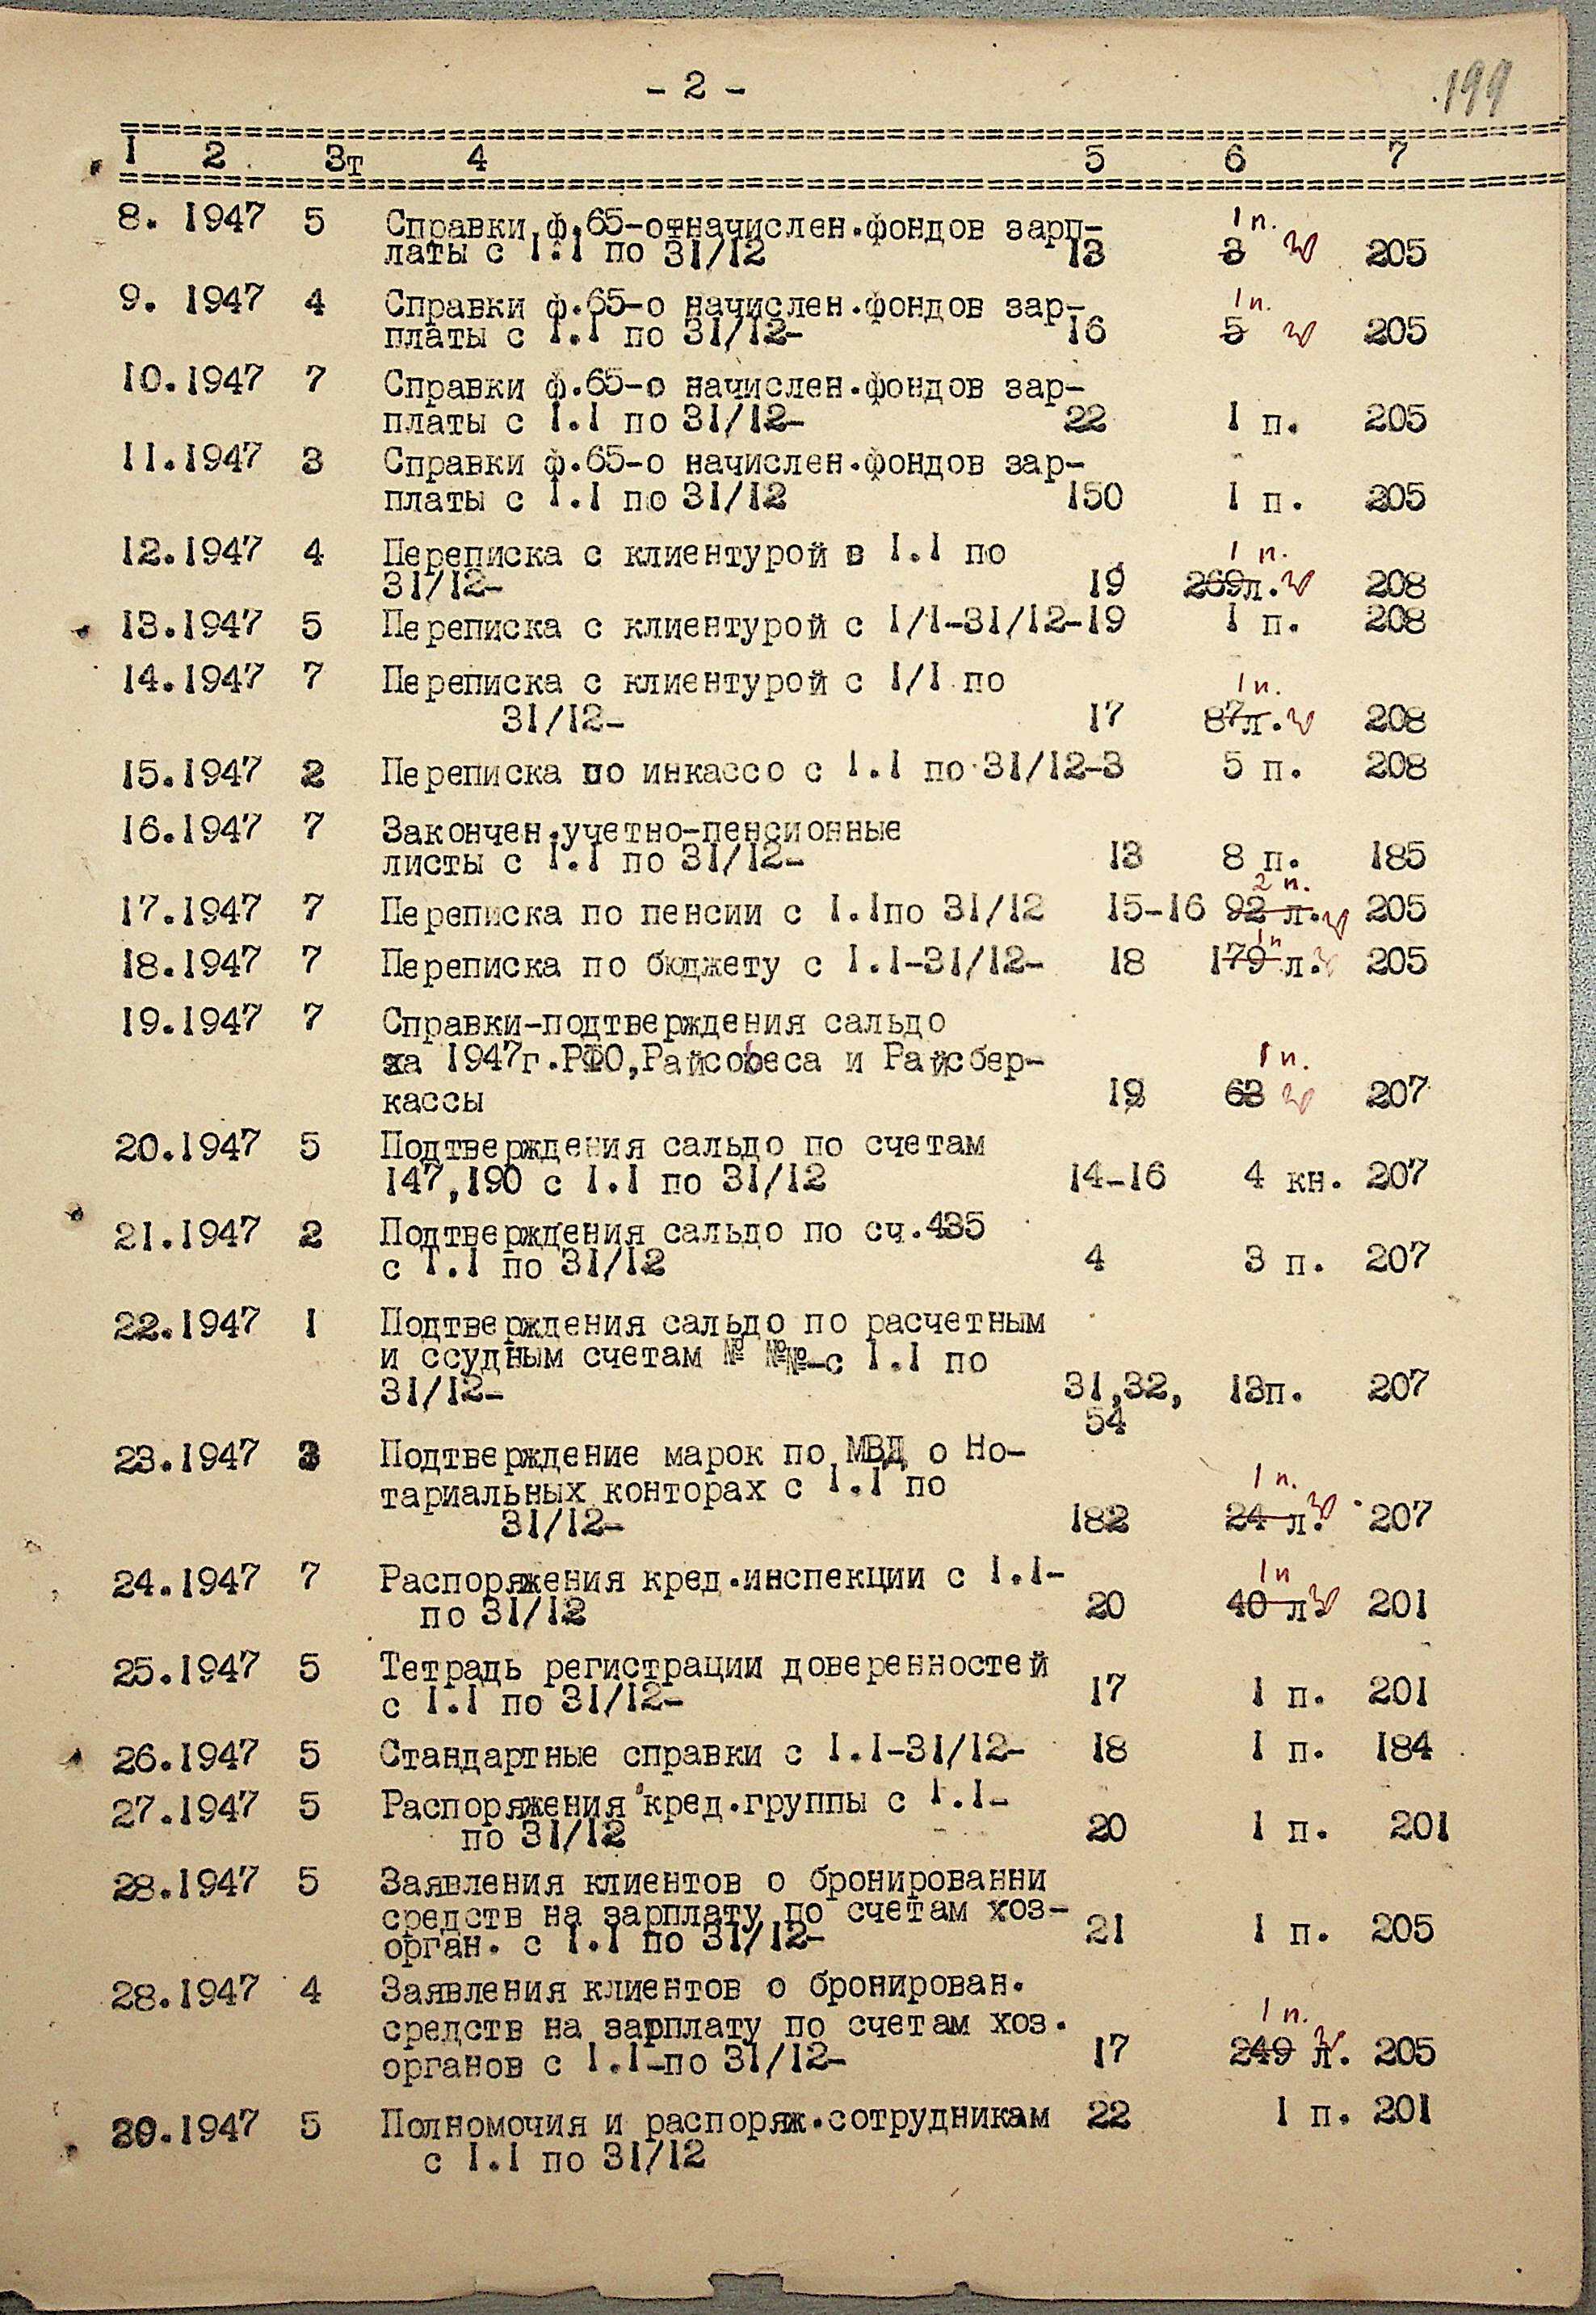 - 2 -
199
1 2 3т 4 5 6 7
8. 1947 5 Справки ф.65-отначислен.фондов зарп-
1 п.
латы с 1.1 по 31/12 13 3 205
9. 1947 4 Справки ф.65-о начислен.фондов зар-
1 п.
платы с 1.1 по 31/12- 16 5 205
10.1947 7 Справки ф.65-о начислен.фондов зар-
платы с 1.1 по 31/12- 22 1 п. 205
11.1947 3 Справки ф.65-о начислен.фондов зар-
платы с 1.1 по 31/12 150 1 п. 205
12.1947 4 Переписка с клиентурой в 1.1 по
1 п.
31/12- 19 269л. 208
13.1947 5 Переписка с клиентурой с 1/1-31/12-19 1 п. 208
14.1947 7 Переписка с клиентурой с 1/1 по
1 п.
31/12- 17 87л. 208
15.1947 2 Переписка по инкассо с 1.1 по 31/12-3 5 п. 208
16.1947 7 Закончен.учетно-пенсионные
листы с 1.1 по 31/12- 13 8 п. 185
2 п.
17.1947 7 Переписка по пенсии с 1.1по 31/12 15-16 92 л. 205
1 п
18.1947 7 Переписка по бюджету с 1.1-31/12- 18 179 л. 205
19.1947 7 Справки-подтверждения сальдо
за 1947г.РФО,Райсобеса и Райсбер-
1 п.
кассы 19 63 207
20.1947 5 Подтверждения сальдо по счетам
147,190 с 1.1 по 31/12 14-16 4 кн. 207
21.1947 2 Подтверждения сальдо по сч.435
с 1.1 по 31/12 4 3 п. 207
22.1947 1 Подтверждения сальдо по расчетным
и ссудным счетам № №№-с 1.1 по
31/12- 31,32, 13п. 207
54
23.1947 3 Подтверждение марок по МВД о Но-
тариальных конторах с 1.1 по
1 п.
31/12- 182 24 л. 207
24.1947 7 Распоряжения кред.инспекции с 1.1-
1 п
по 31/12 20 40 л. 201
25.1947 5 Тетрадь регистрации доверенностей
с 1.1 по 31/12- 17 1 п. 201
26.1947 5 Стандартные справки с 1.1-31/12- 18 1 п. 184
27.1947 5 Распоряжения кред.группы с 1.1-
по 31/12 20 1 п. 201
28.1947 5 Заявления клиентов о бронированни
средств на зарплату по счетам хоз-
орган. с 1.1 по 31/12- 21 1 п. 205
28.1947 4 Заявления клиентов о бронирован.
средств на зарплату по счетам хоз.
1 п.
органов с 1.1-по 31/12- 17 249 л. 205
30.1947 5 Полномочия и распоряж.сотрудникам 22 1 п. 201
с 1.1 по 31/12